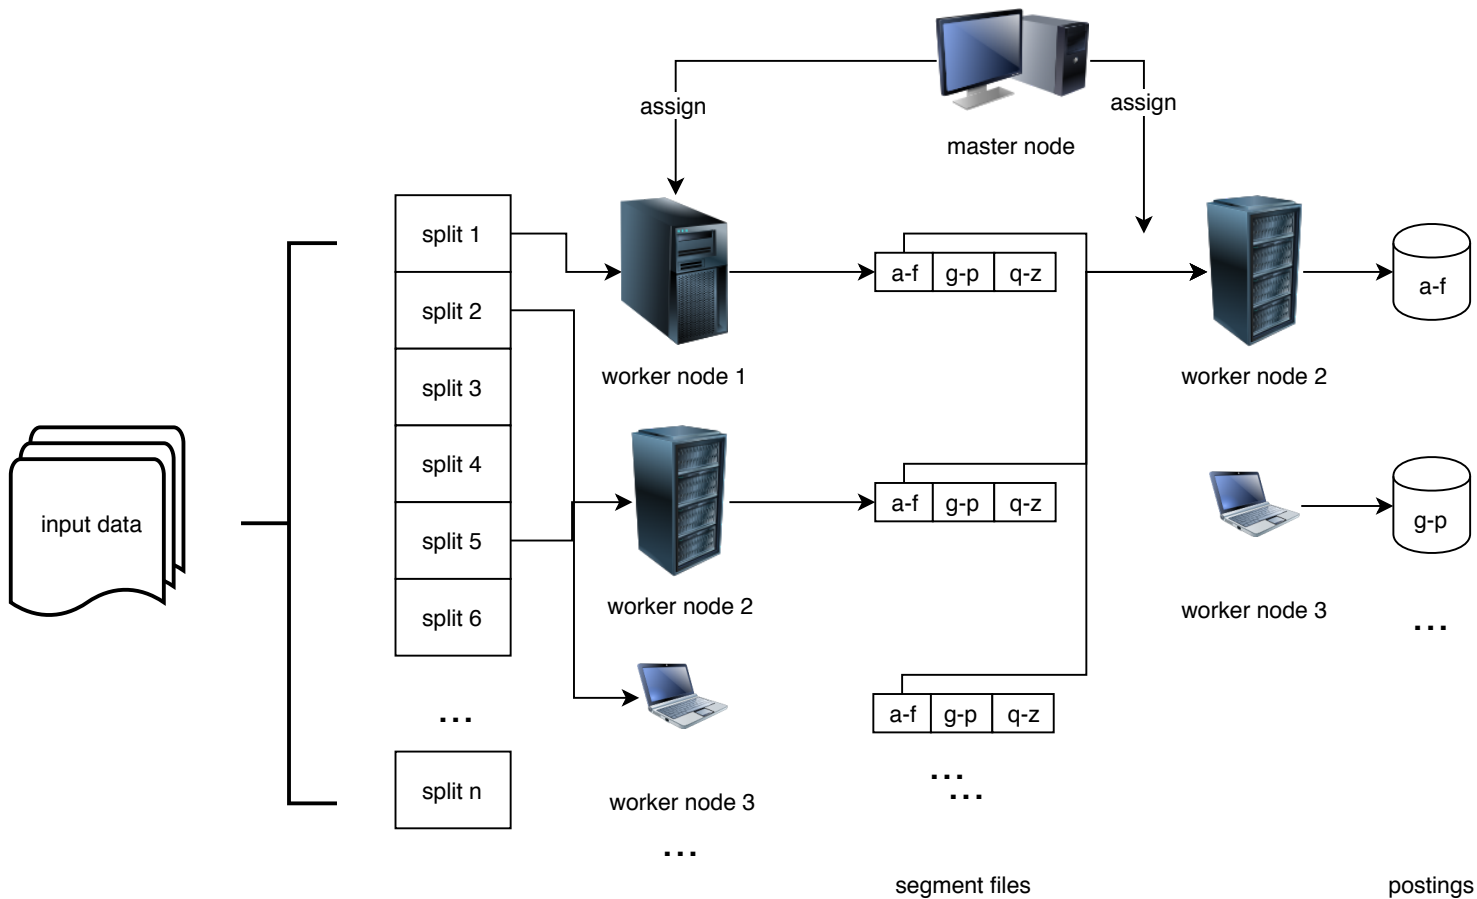 assign
assign
master node
split 1
split 2
split 3
split 4
split 5
split 6
...
split n
input data
worker node 1
worker node 2
worker node 3
...
a-f g-p q-z
a-f g-p q-z
a-f g-p q-z
...
...
segment files
worker node 2
worker node 3
a-f
g-p
...
postings